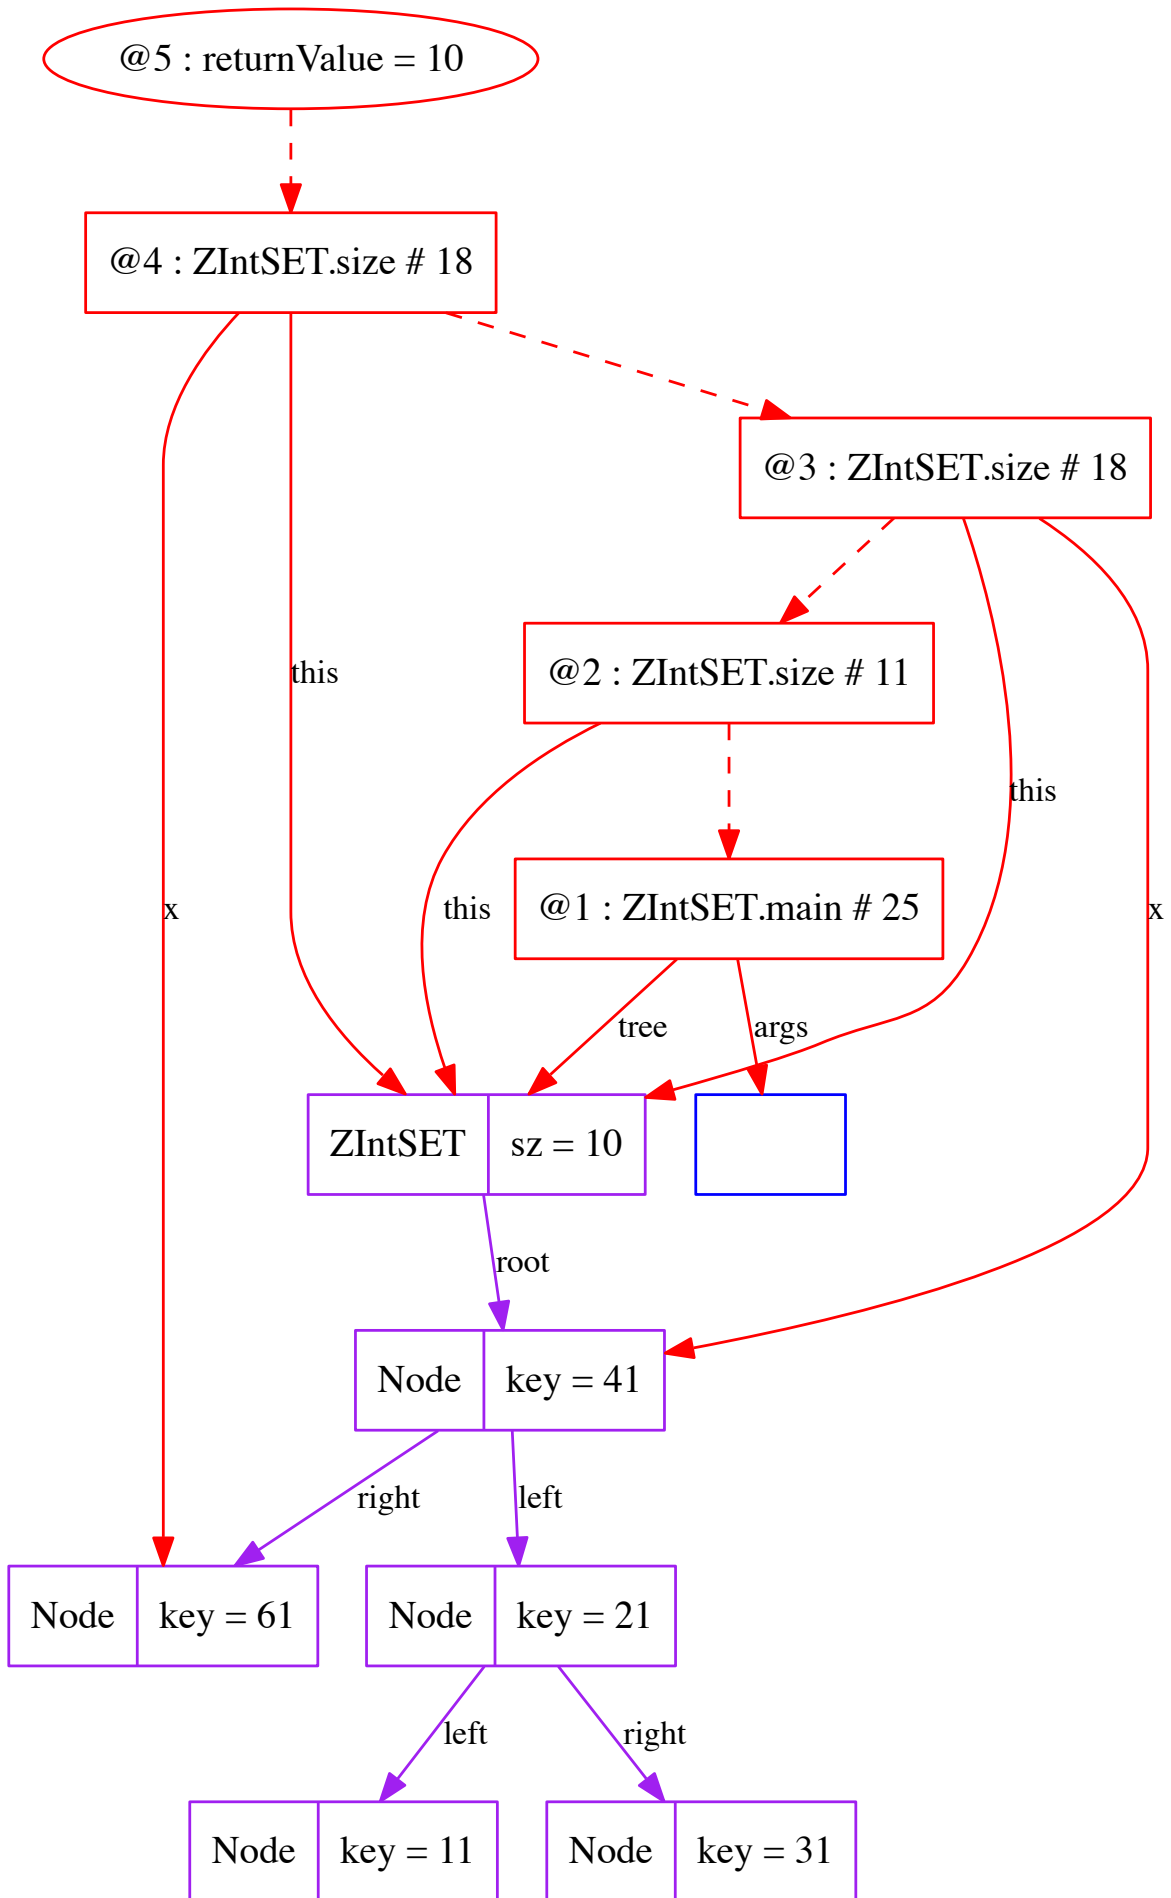 @5 : returnValue = 10
@4 : ZIntSET.size # 18
@3 : ZIntSET.size # 18
this
@2 : ZIntSET.size # 11
this
x
this
@1 : ZIntSET.main # 25
x
tree
args
ZIntSET
sz = 10
root
Node
key = 41
right
left
Node
key = 61
Node
key = 21
left
right
Node
key = 11
Node
key = 31